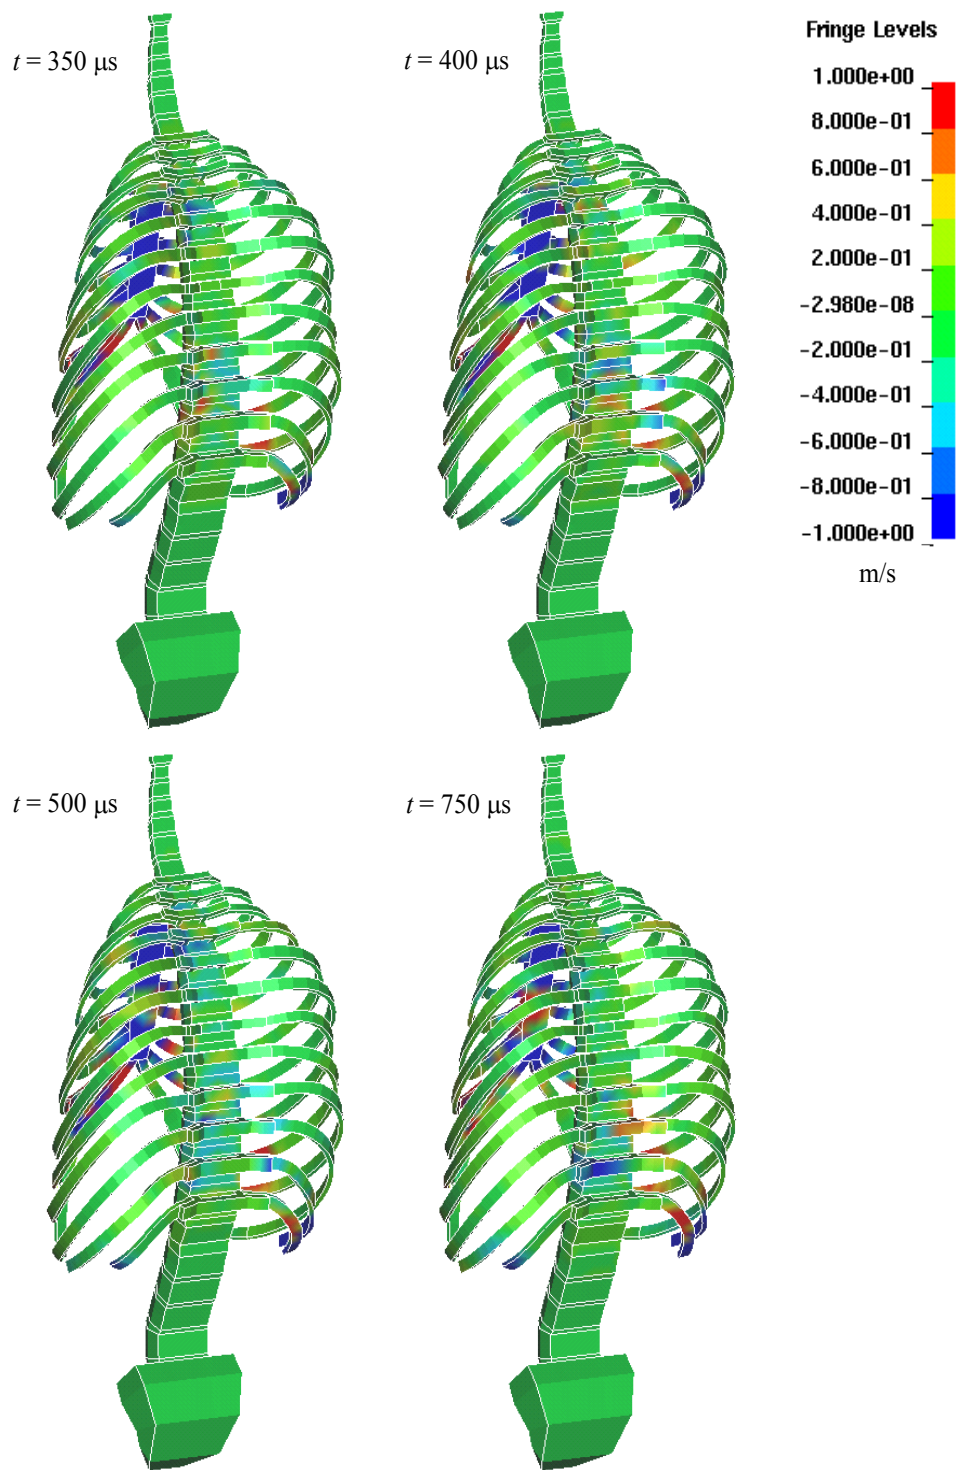 t = 350 μs
t = 400 μs
Fringe Levels
1.000e+00
8.000e-01
6.000e-01
4.000e-01
2.000e-01
-2.980e-08
-2.000e-01
-4.000e-01
-6.000e-01
-8.000e-01
-1.000e+00
m/s
t = 500 μs
t = 750 μs